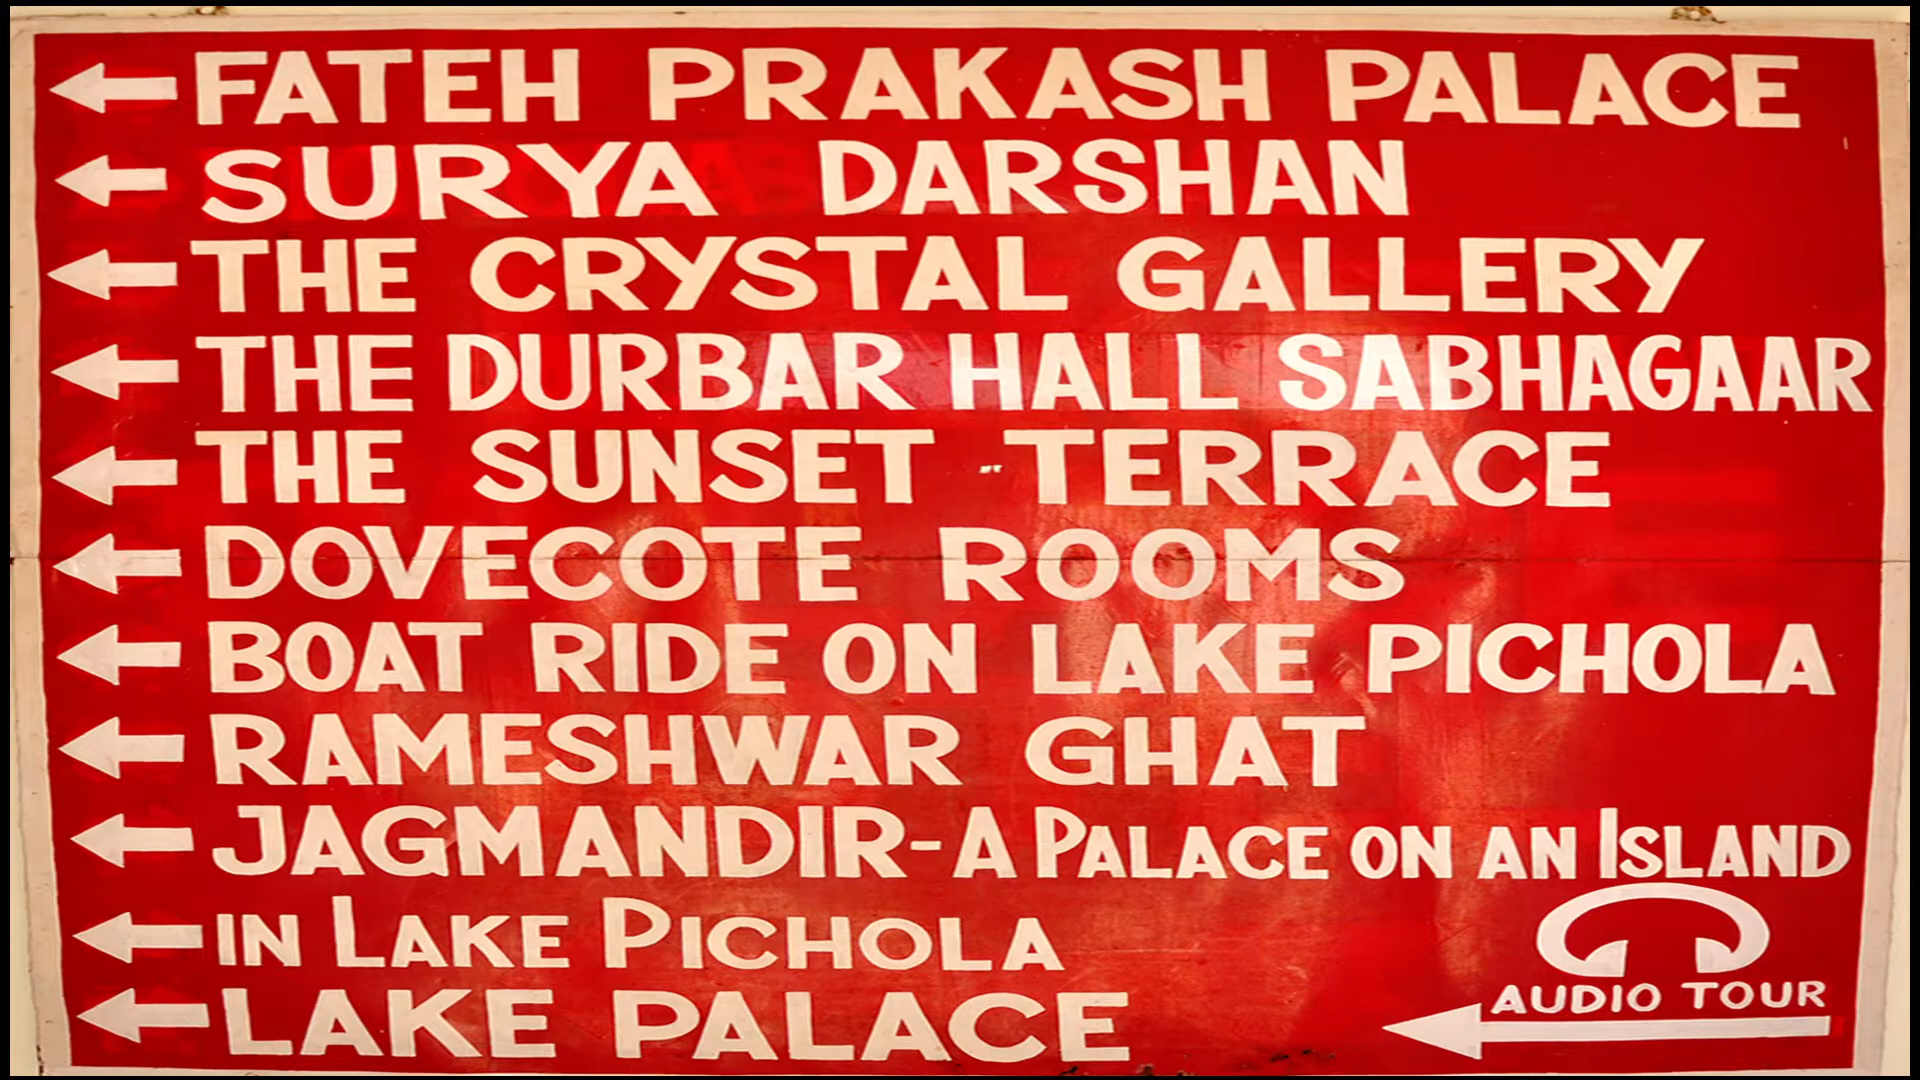 FATEH PRAKASH PALACE
SURYA DARSHAN
THE CRYSTAL GALLERY
THE DURBAR HALL SABHAGAAR
THE SUNSET TERRACE
DOVECOTE ROOMS
BOAT RIDE ON LAKE PICHOLA
RAMESHWAR GHAT
JAGMANDIR-A PALACE ON AN ISLAND
IN LAKE PICHOLA
LAKE PALACE
AUDIO TOUR